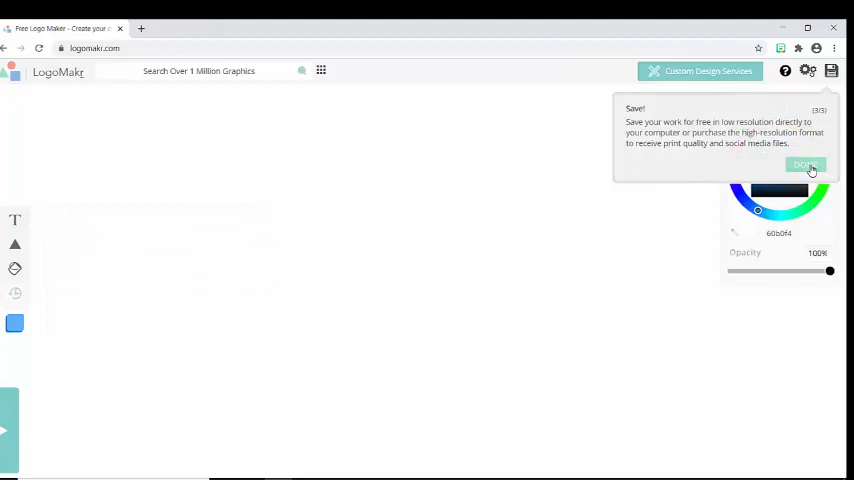 Free Logo Maker - Create your c
logomakr.com
LogoMakr
Search Over 1 Million Graphics
Custom Design Services
Save!
(3/3)
Save your work for free in low resolution directly to
your computer or purchase the high-resolution format
to receive print quality and social media files.
DONE
T
60b0f4
Opacity
100%